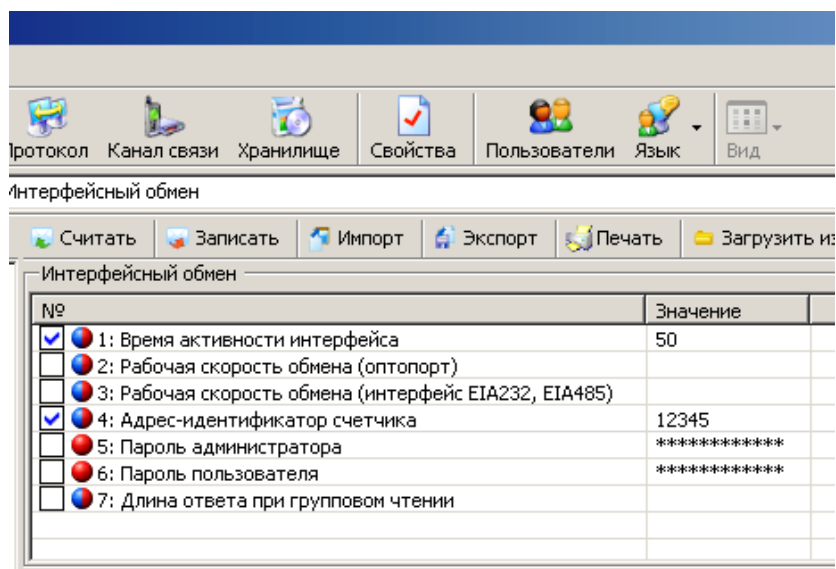 Протокол Канал связи Хранилище Свойства Пользователи Язык Вид
Интерфейсный обмен
Считать Записать Импорт Экспорт Печать Загрузить из
Интерфейсный обмен
№ Значение
1: Время активности интерфейса 50
2: Рабочая скорость обмена (оптопорт)
3: Рабочая скорость обмена (интерфейс EIA232, EIA485)
4: Адрес-идентификатор счетчика 12345
5: Пароль администратора ************
6: Пароль пользователя ************
7: Длина ответа при групповом чтении